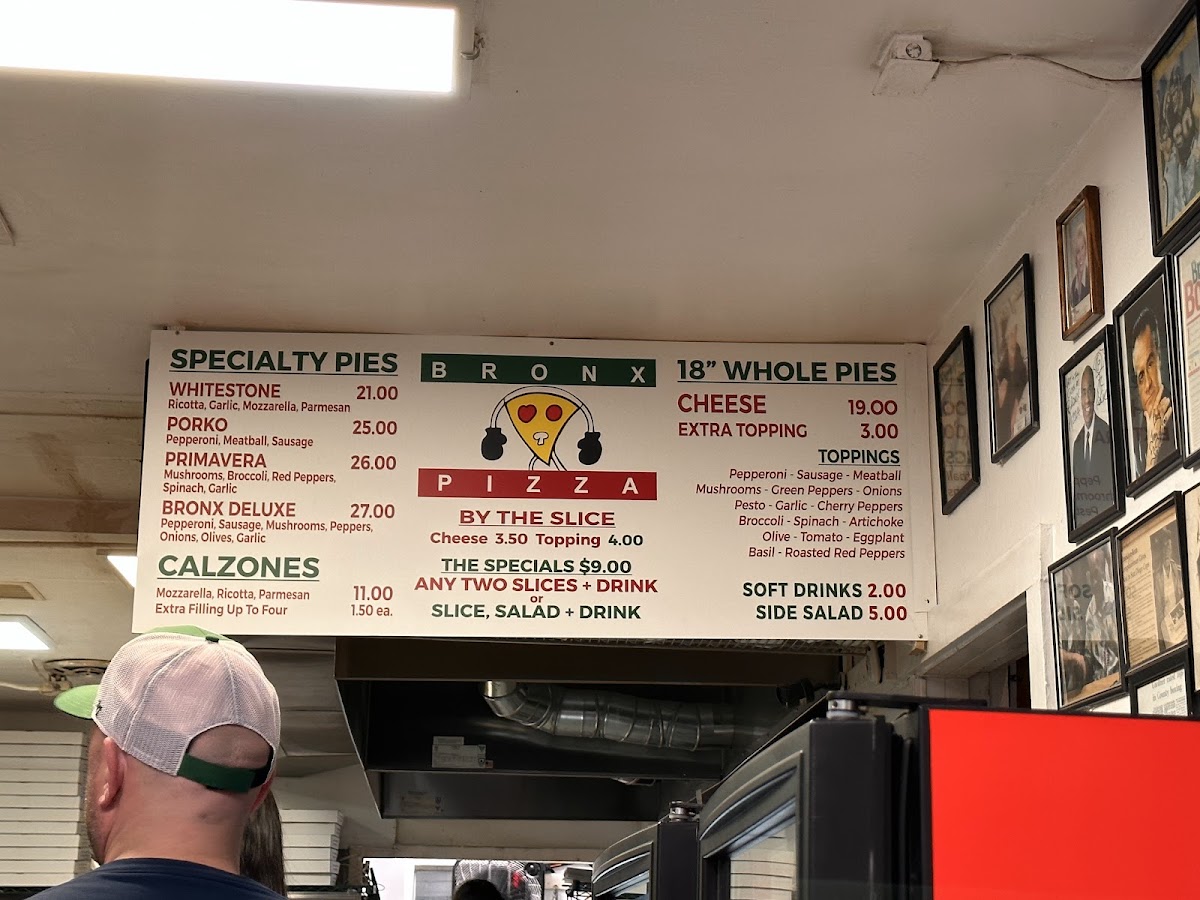 SPECIALTY PIES
WHITESTONE 21.00
Ricotta, Garlic, Mozzarella, Parmesan
PORKO 25.00
Pepperoni, Meatball, Sausage
PRIMAVERA 26.00
Mushrooms, Broccoli, Red Peppers,
Spinach, Garlic
BRONX DELUXE 27.00
Pepperoni, Sausage, Mushrooms, Peppers,
Onions, Olives, Garlic
CALZONES
Mozzarella, Ricotta, Parmesan 11.00
Extra Filling Up To Four 1.50 ea.
BRONX
PIZZA
BY THE SLICE
Cheese 3.50 Topping 4.00
THE SPECIALS $9.00
ANY TWO SLICES + DRINK
or
SLICE, SALAD + DRINK
18” WHOLE PIES
CHEESE 19.00
EXTRA TOPPING 3.00
TOPPINGS
Pepperoni - Sausage - Meatball
Mushrooms - Green Peppers - Onions
Pesto - Garlic - Cherry Peppers
Broccoli - Spinach - Artichoke
Olive - Tomato - Eggplant
Basil - Roasted Red Peppers
SOFT DRINKS 2.00
SIDE SALAD 5.00